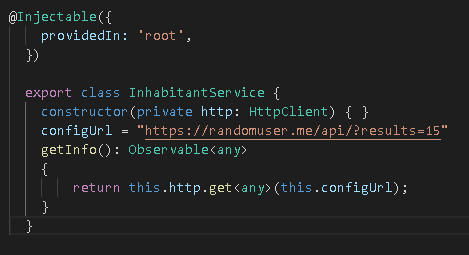 @Injectable({
providedIn: 'root',
})
export class InhabitantService {
constructor(private http: HttpClient) { }
configUrl = "https://randomuser.me/api/?results=15"
getInfo(): Observable<any>
{
return this.http.get<any>(this.configUrl);
}
}